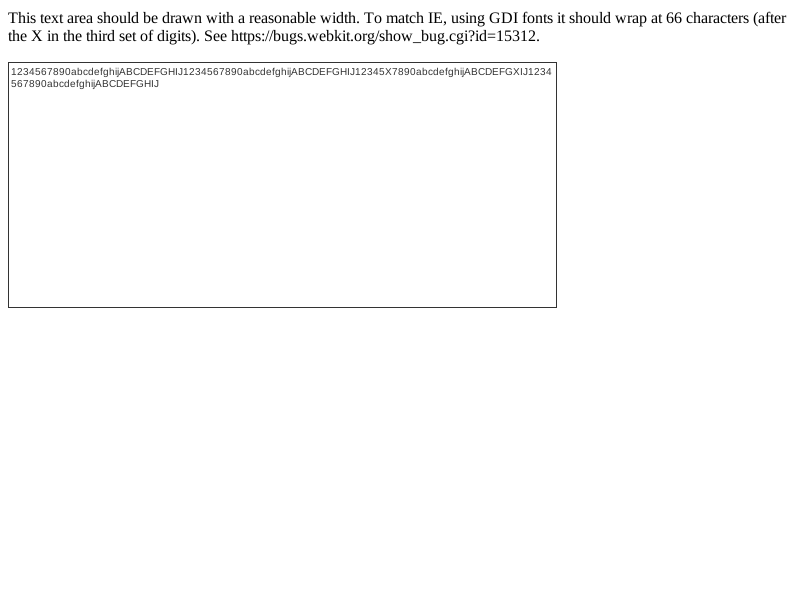 This text area should be drawn with a reasonable width. To match IE, using GDI fonts it should wrap at 66 characters (after
the X in the third set of digits). See https://bugs.webkit.org/show_bug.cgi?id=15312.
1234567890abcdefghijABCDEFGHIJ1234567890abcdefghijABCDEFGHIJ12345X7890abcdefghijABCDEFGXIJ1234
567890abcdefghijABCDEFGHIJ